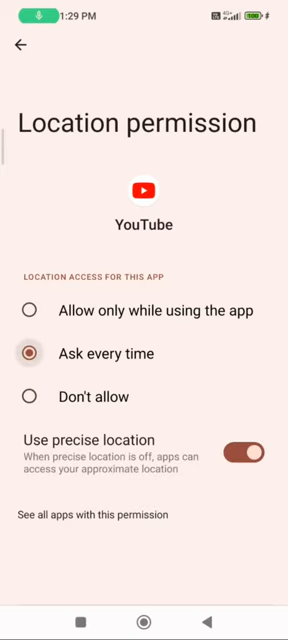 1:29 PM
4G+
100
Location permission
YouTube
LOCATION ACCESS FOR THIS APP
Allow only while using the app
Ask every time
Don't allow
Use precise location
When precise location is off, apps can
access your approximate location
See all apps with this permission